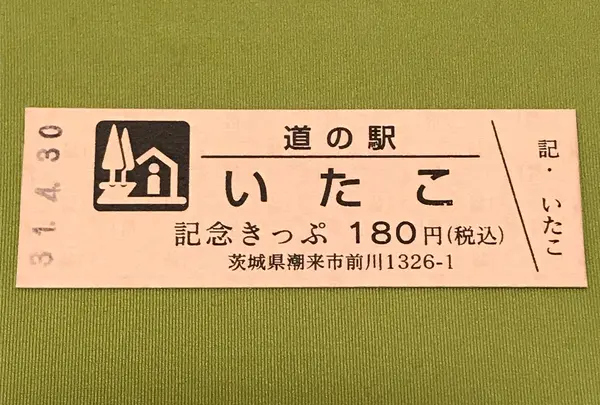 31.4.30
道の駅
いたこ
記念きっぷ 180円(税込)
茨城県潮来市前川1326-1
記・いたこ